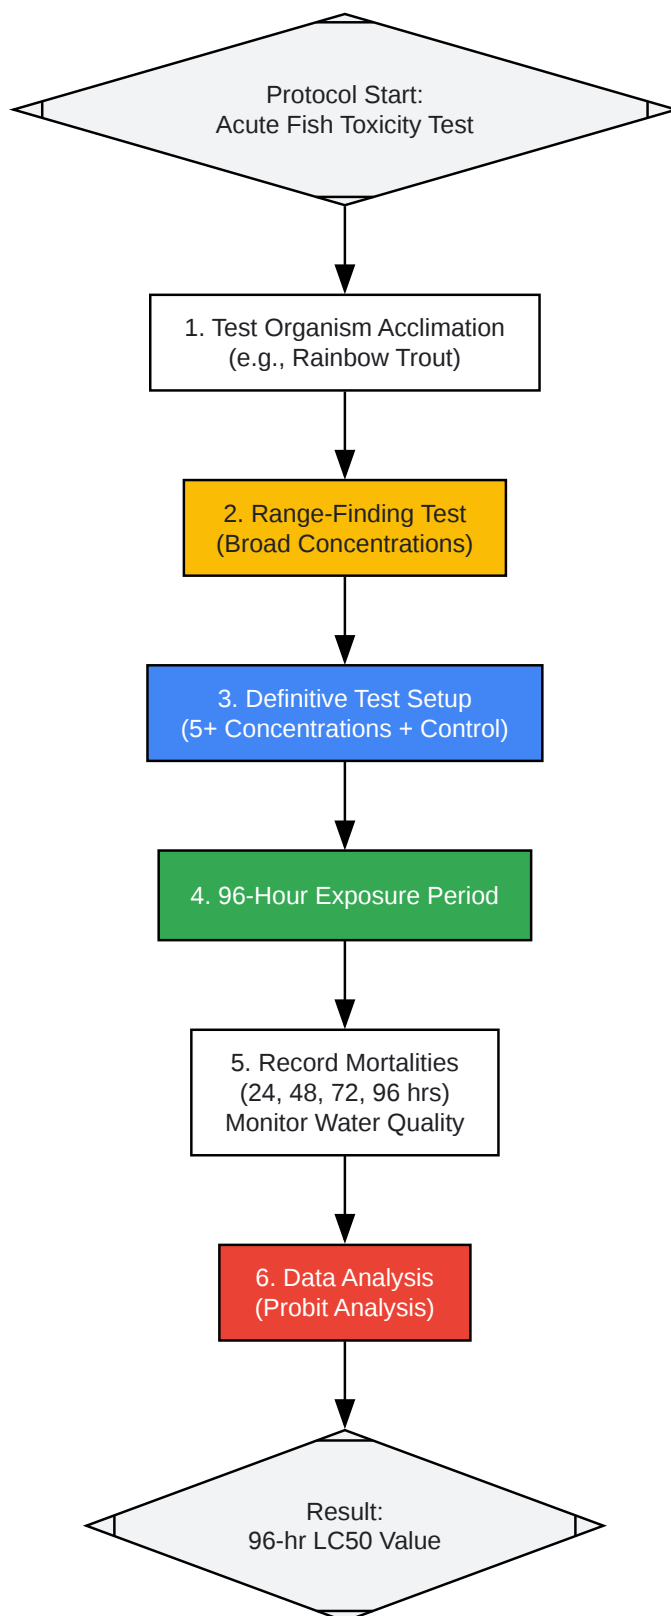 Protocol Start:
Acute Fish Toxicity Test
1. Test Organism Acclimation
(e.g., Rainbow Trout)
2. Range-Finding Test
(Broad Concentrations)
3. Definitive Test Setup
(5+ Concentrations + Control)
4. 96-Hour Exposure Period
5. Record Mortalities
(24, 48, 72, 96 hrs)
Monitor Water Quality
6. Data Analysis
(Probit Analysis)
Result:
96-hr LC50 Value